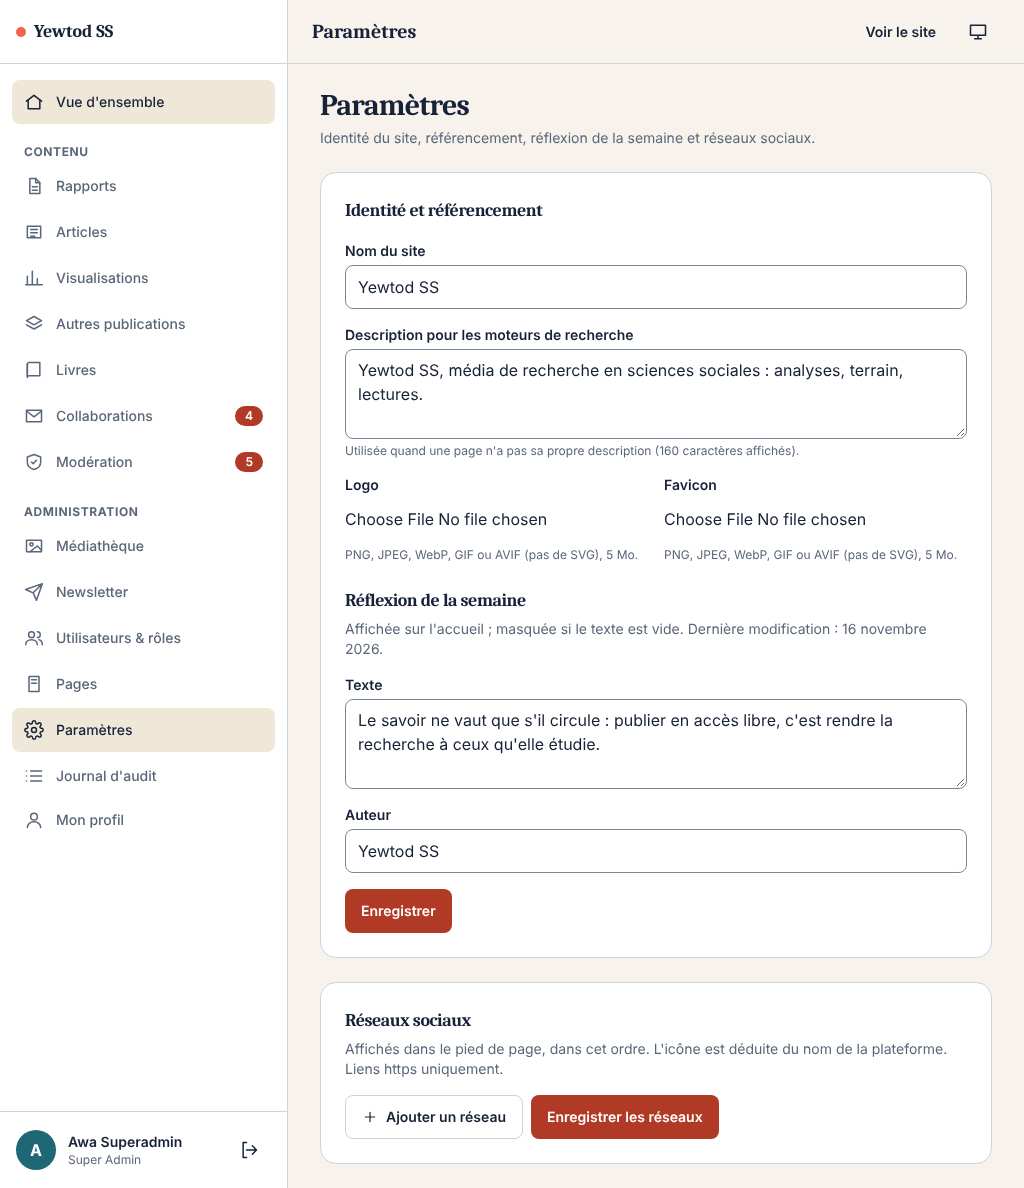 Yewtod SS
Paramètres
Voir le site
Vue d'ensemble
CONTENU
Rapports
Articles
Visualisations
Autres publications
Livres
Collaborations
4
Modération
5
ADMINISTRATION
Médiathèque
Newsletter
Utilisateurs & rôles
Pages
Paramètres
Journal d'audit
Mon profil
A
Awa Superadmin
Super Admin
Paramètres
Identité du site, référencement, réflexion de la semaine et réseaux sociaux.
Identité et référencement
Nom du site
Yewtod SS
Description pour les moteurs de recherche
Yewtod SS, média de recherche en sciences sociales : analyses, terrain,
lectures.
Utilisée quand une page n'a pas sa propre description (160 caractères affichés).
Logo
Choose File No file chosen
PNG, JPEG, WebP, GIF ou AVIF (pas de SVG), 5 Mo.
Favicon
Choose File No file chosen
PNG, JPEG, WebP, GIF ou AVIF (pas de SVG), 5 Mo.
Réflexion de la semaine
Affichée sur l'accueil ; masquée si le texte est vide. Dernière modification : 16 novembre
2026.
Texte
Le savoir ne vaut que s'il circule : publier en accès libre, c'est rendre la
recherche à ceux qu'elle étudie.
Auteur
Yewtod SS
Enregistrer
Réseaux sociaux
Affichés dans le pied de page, dans cet ordre. L'icône est déduite du nom de la plateforme.
Liens https uniquement.
Ajouter un réseau
Enregistrer les réseaux